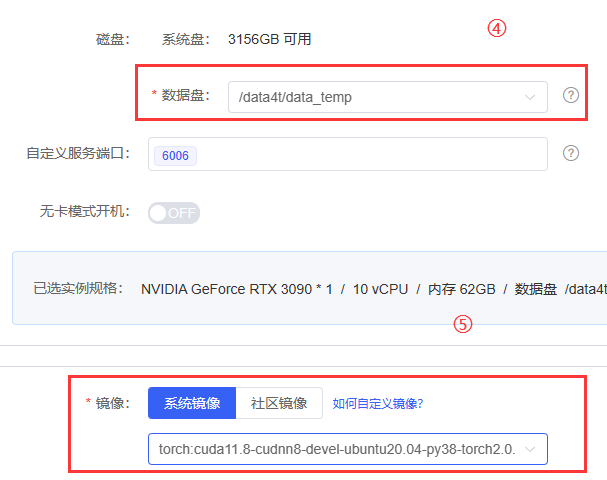 ④
磁盘: 系统盘: 3156GB 可用
* 数据盘: /data4t/data_temp ?
自定义服务端口: 6006 ?
无卡模式开机: OFF
已选实例规格: NVIDIA GeForce RTX 3090 * 1 / 10 vCPU / 内存 62GB / 数据盘 /data4t
⑤
* 镜像: 系统镜像 社区镜像 如何自定义镜像?
torch:cuda11.8-cudnn8-devel-ubuntu20.04-py38-torch2.0.